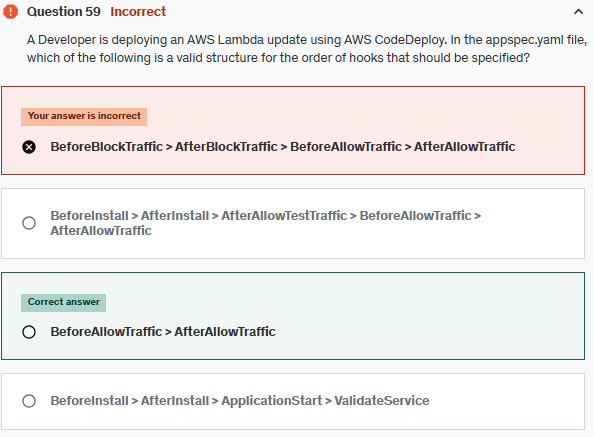 Question 59 Incorrect
A Developer is deploying an AWS Lambda update using AWS CodeDeploy. In the appspec.yaml file,
which of the following is a valid structure for the order of hooks that should be specified?
Your answer is incorrect
BeforeBlockTraffic > AfterBlockTraffic > BeforeAllowTraffic > AfterAllowTraffic
BeforeInstall > AfterInstall > AfterAllowTestTraffic > BeforeAllowTraffic >
AfterAllowTraffic
Correct answer
BeforeAllowTraffic > AfterAllowTraffic
BeforeInstall > AfterInstall > ApplicationStart > ValidateService